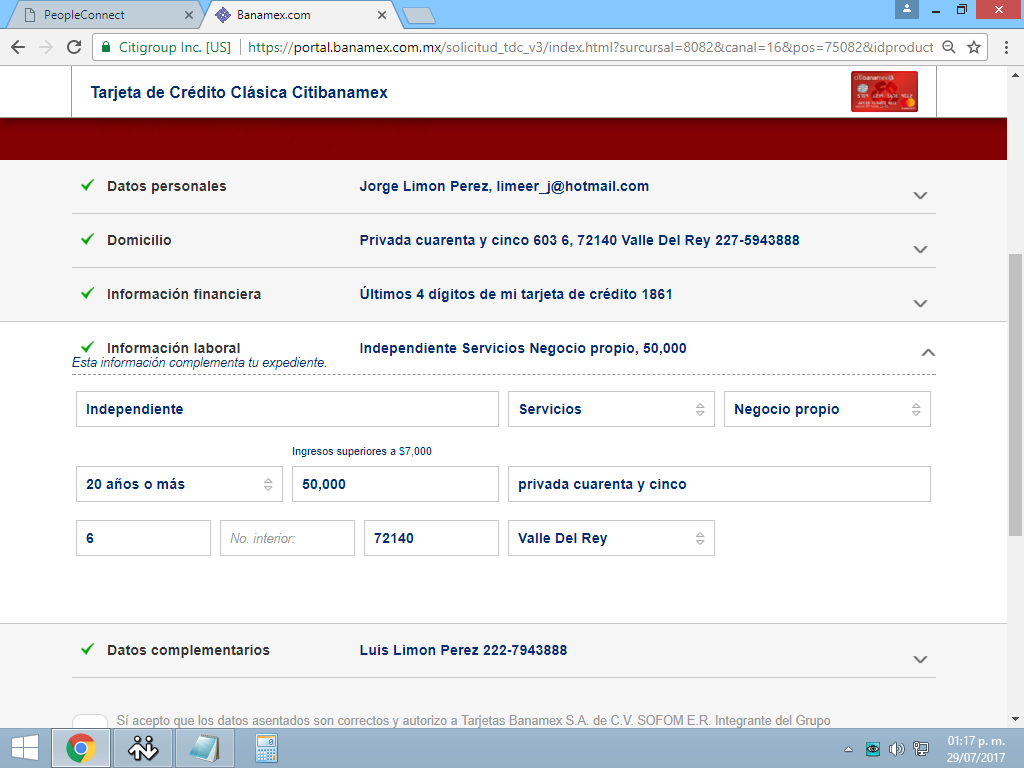 PeopleConnect
Banamex.com
Citigroup Inc. [US] https://portal.banamex.com.mx/solicitud_tdc_v3/index.html?surcursal=8082&canal=16&pos=75082&idproduct
Tarjeta de Crédito Clásica Citibanamex
Datos personales Jorge Limon Perez, limeer_j@hotmail.com
Domicilio Privada cuarenta y cinco 603 6, 72140 Valle Del Rey 227-5943888
Información financiera Últimos 4 dígitos de mi tarjeta de crédito 1861
Información laboral Independiente Servicios Negocio propio, 50,000
Esta información complementa tu expediente.
Independiente Servicios Negocio propio
Ingresos superiores a $7,000
20 años o más 50,000 privada cuarenta y cinco
6 No. interior: 72140 Valle Del Rey
Datos complementarios Luis Limon Perez 222-7943888
Sí acepto que los datos asentados son correctos y autorizo a Tarjetas Banamex S.A. de C.V. SOFOM E.R. Integrante del Grupo
01:17 p. m.
29/07/2017